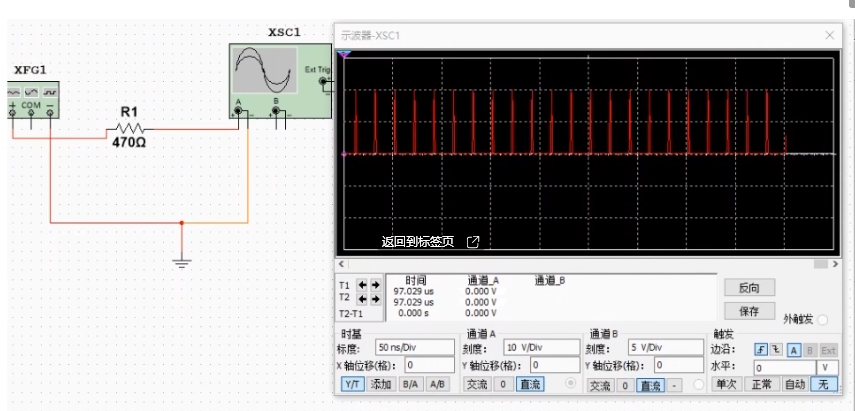 XSC1
示波器-XSC1
XFG1
Ext Trig
COM
A
B
R1
470Ω
返回到标签页
时间
通道_A
通道_B
T1
97.029 us
0.000 V
T2
97.029 us
0.000 V
T2-T1
0.000 s
0.000 V
反向
保存
外触发
时基
标度:
50 ns/Div
X 轴位移(格):
0
Y/T
添加
B/A
A/B
通道 A
刻度:
10 V/Div
Y 轴位移(格):
0
交流
0
直流
通道 B
刻度:
5 V/Div
Y 轴位移(格):
0
交流
0
直流
-
触发
边沿:
A
B
Ext
水平:
0
V
单次
正常
自动
无